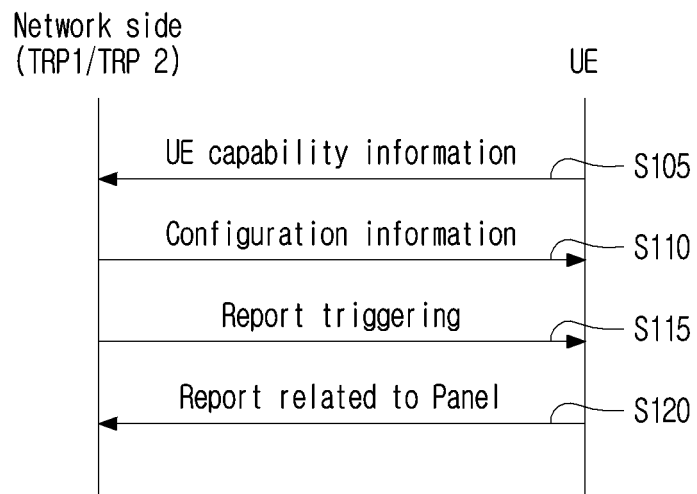 Network side
(TRP1/TRP 2)
UE
UE capability information
S105
Configuration information
S110
Report triggering
S115
Report related to Panel
S120